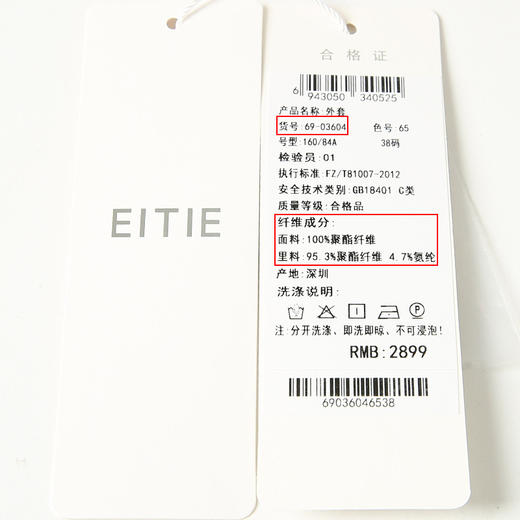 EITIE
合格证
6 943050 340525
产品名称:外套
货号:69-03604 色号:65
号型:160/84A 38码
检验员:01
执行标准:FZ/T81007-2012
安全技术类别:GB18401 C类
质量等级:合格品
纤维成分:
面料:100%聚酯纤维
里料:95.3%聚酯纤维 4.7%氨纶
产地:深圳
洗涤说明:
P
注:分开洗涤、即洗即晾、不可浸泡!
RMB:2899
69036046538